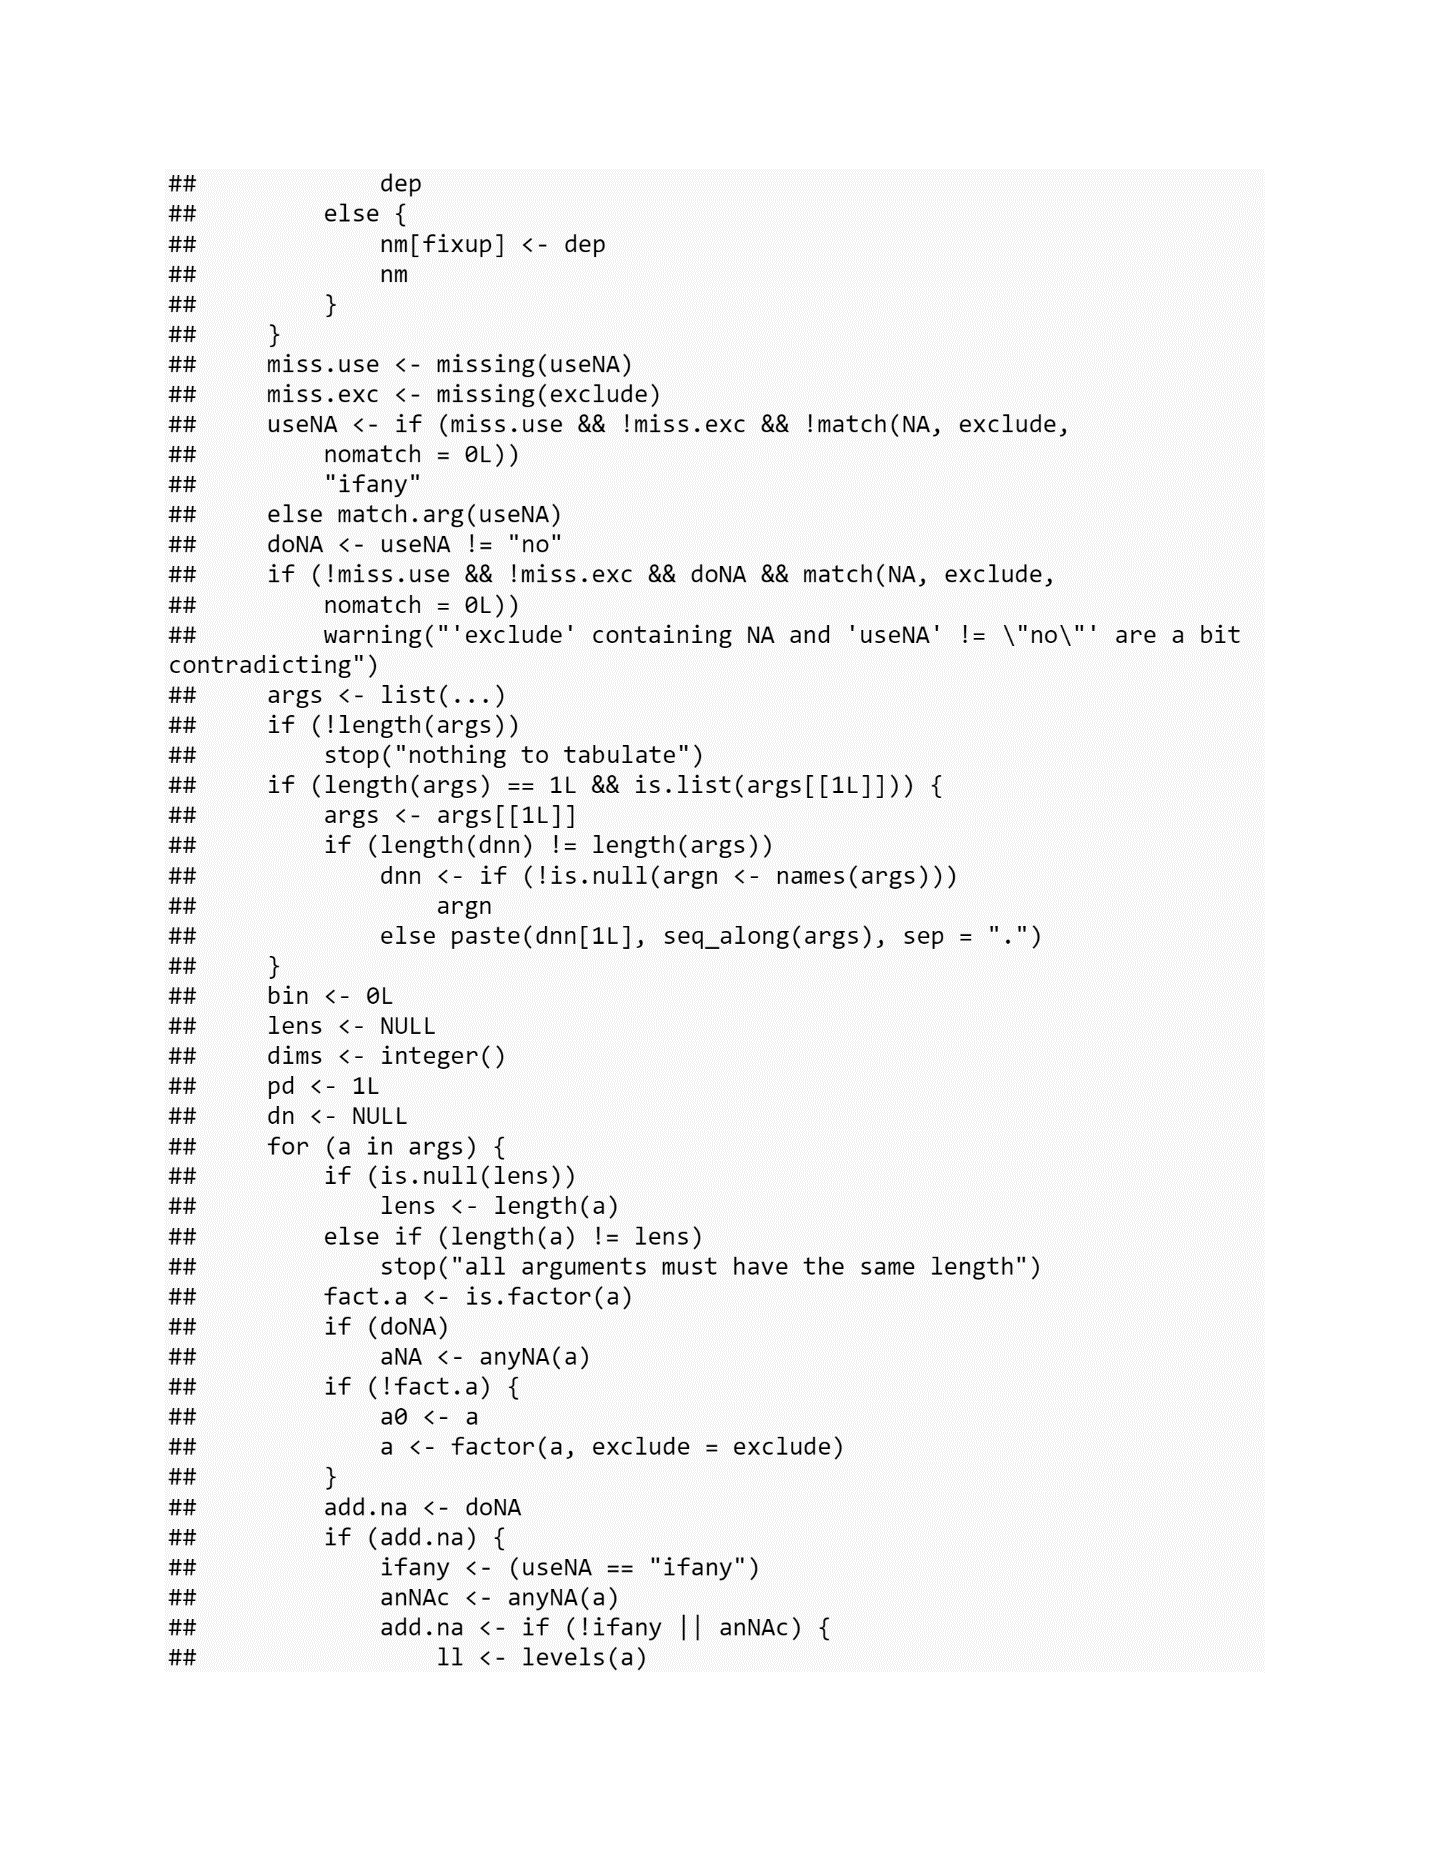 ##             dep
##         else {
##             nm[fixup] <- dep
##             nm
##         }
##     }
##     miss.use <- missing(useNA)
##     miss.exc <- missing(exclude)
##     useNA <- if (miss.use && !miss.exc && !match(NA, exclude,
##         nomatch = 0L))
##         "ifany"
##     else match.arg(useNA)
##     doNA <- useNA != "no"
##     if (!miss.use && !miss.exc && doNA && match(NA, exclude,
##         nomatch = 0L))
##         warning("'exclude' containing NA and 'useNA' != \"no\"' are a bit
contradicting")
##     args <- list(...)
##     if (!length(args))
##         stop("nothing to tabulate")
##     if (length(args) == 1L && is.list(args[[1L]])) {
##         args <- args[[1L]]
##         if (length(dnn) != length(args))
##             dnn <- if (!is.null(argn <- names(args)))
##                 argn
##             else paste(dnn[1L], seq_along(args), sep = ".")
##     }
##     bin <- 0L
##     lens <- NULL
##     dims <- integer()
##     pd <- 1L
##     dn <- NULL
##     for (a in args) {
##         if (is.null(lens))
##             lens <- length(a)
##         else if (length(a) != lens)
##             stop("all arguments must have the same length")
##         fact.a <- is.factor(a)
##         if (doNA)
##             aNA <- anyNA(a)
##         if (!fact.a) {
##             a0 <- a
##             a <- factor(a, exclude = exclude)
##         }
##         add.na <- doNA
##         if (add.na) {
##             ifany <- (useNA == "ifany")
##             anNAc <- anyNA(a)
##             add.na <- if (!ifany || anNAc) {
##                 ll <- levels(a)